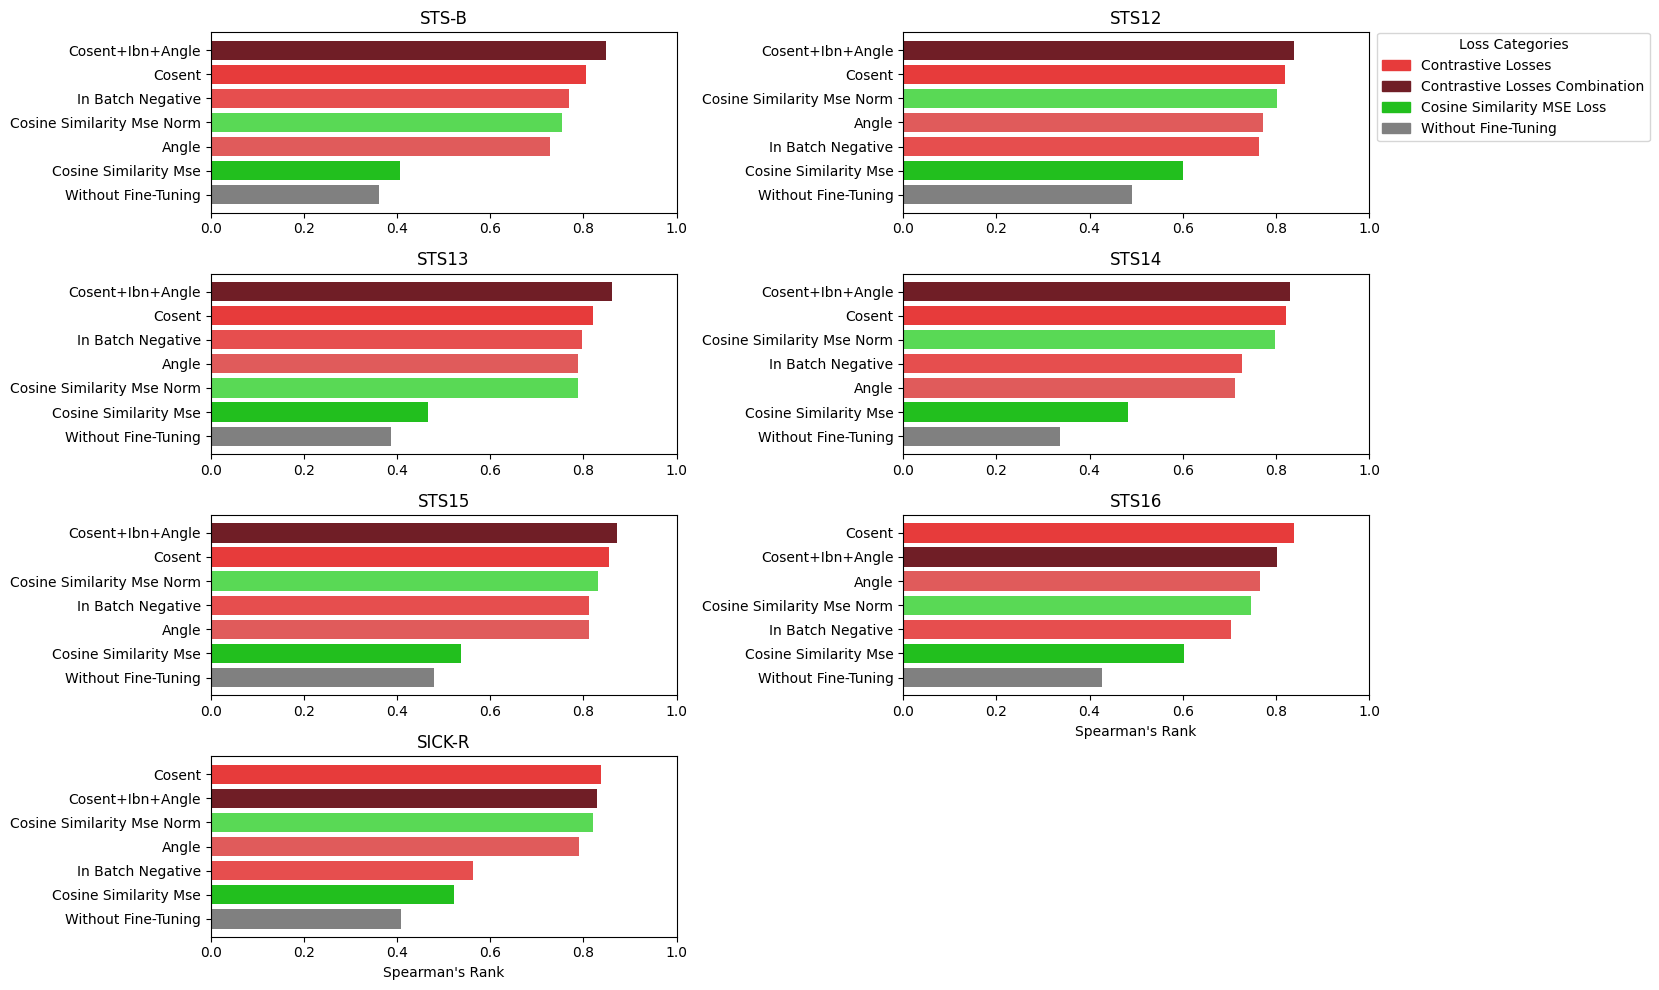 STS-B
Cosent+Ibn+Angle
Cosent
In Batch Negative
Cosine Similarity Mse Norm
Angle
Cosine Similarity Mse
Without Fine-Tuning
0.0 0.2 0.4 0.6 0.8 1.0
STS12
Cosent+Ibn+Angle
Cosent
Cosine Similarity Mse Norm
Angle
In Batch Negative
Cosine Similarity Mse
Without Fine-Tuning
0.0 0.2 0.4 0.6 0.8 1.0
Loss Categories
Contrastive Losses
Contrastive Losses Combination
Cosine Similarity MSE Loss
Without Fine-Tuning
STS13
Cosent+Ibn+Angle
Cosent
In Batch Negative
Angle
Cosine Similarity Mse Norm
Cosine Similarity Mse
Without Fine-Tuning
0.0 0.2 0.4 0.6 0.8 1.0
STS14
Cosent+Ibn+Angle
Cosent
Cosine Similarity Mse Norm
In Batch Negative
Angle
Cosine Similarity Mse
Without Fine-Tuning
0.0 0.2 0.4 0.6 0.8 1.0
STS15
Cosent+Ibn+Angle
Cosent
Cosine Similarity Mse Norm
In Batch Negative
Angle
Cosine Similarity Mse
Without Fine-Tuning
0.0 0.2 0.4 0.6 0.8 1.0
STS16
Cosent
Cosent+Ibn+Angle
Angle
Cosine Similarity Mse Norm
In Batch Negative
Cosine Similarity Mse
Without Fine-Tuning
0.0 0.2 0.4 0.6 0.8 1.0
Spearman's Rank
SICK-R
Cosent
Cosent+Ibn+Angle
Cosine Similarity Mse Norm
Angle
In Batch Negative
Cosine Similarity Mse
Without Fine-Tuning
0.0 0.2 0.4 0.6 0.8 1.0
Spearman's Rank